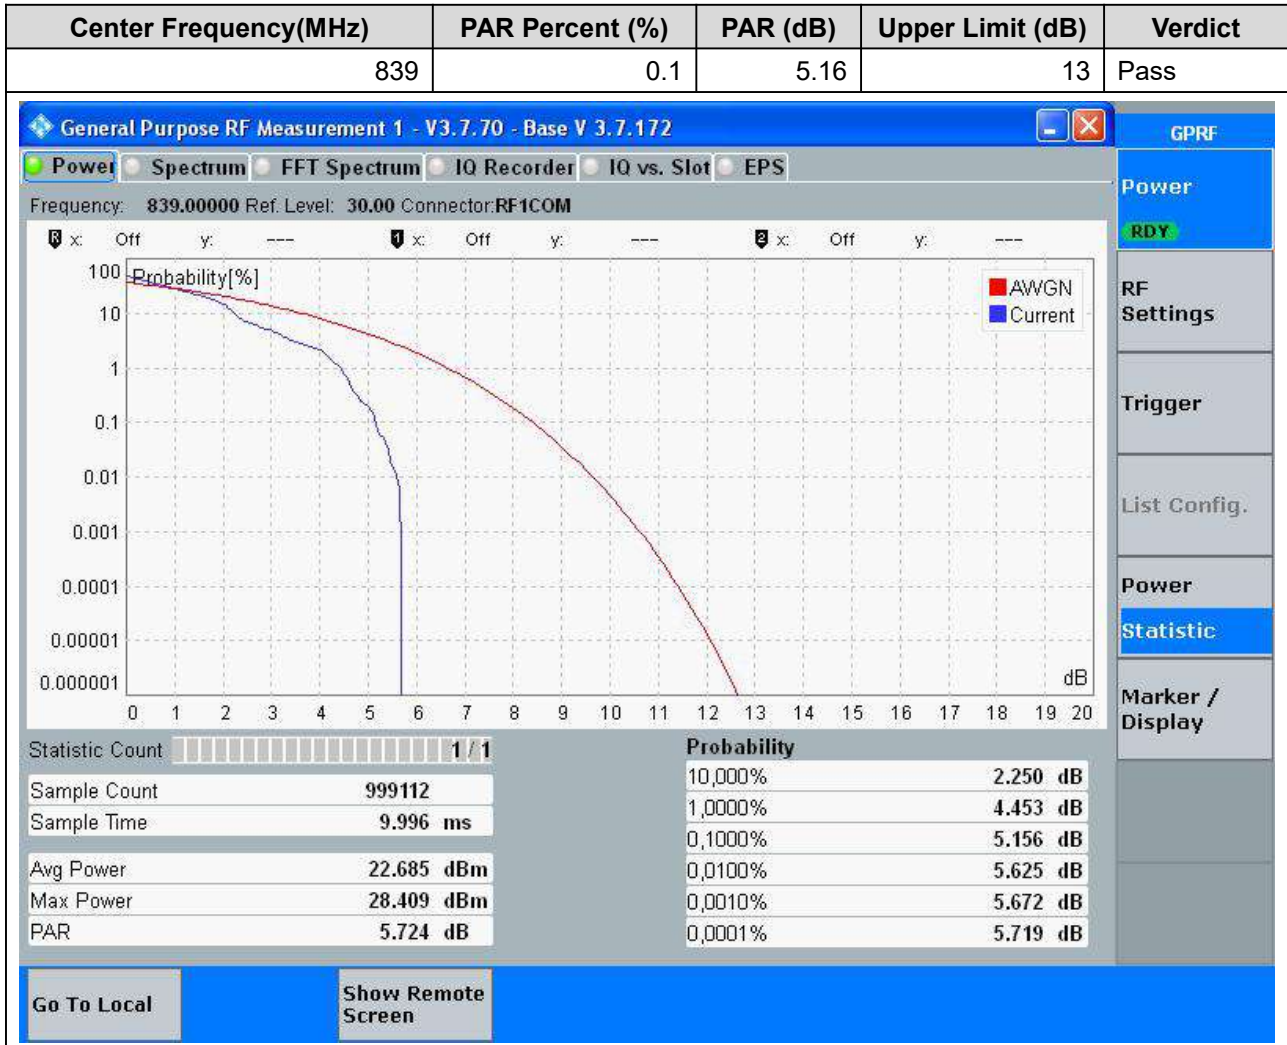 Center Frequency(MHz) PAR Percent (%) PAR (dB) Upper Limit (dB) Verdict
839 0.1 5.16 13 Pass
General Purpose RF Measurement 1 - V3.7.70 - Base V 3.7.172
GPRF
Power Spectrum FFT Spectrum IQ Recorder IQ vs. Slot EPS
Power
RDY
Frequency: 839.00000 Ref. Level: 30.00 Connector:RF1COM
R x: Off y: --- 1 x: Off y: --- 2 x: Off y: ---
Probability[%]
AWGN
Current
100
10
1
0.1
0.01
0.001
0.0001
0.00001
0.000001
dB
0 1 2 3 4 5 6 7 8 9 10 11 12 13 14 15 16 17 18 19 20
RF
Settings
Trigger
List Config.
Power
Statistic
Marker /
Display
Statistic Count 1 / 1
Sample Count 999112
Sample Time 9.996 ms
Avg Power 22.685 dBm
Max Power 28.409 dBm
PAR 5.724 dB
Probability
10,000% 2.250 dB
1,0000% 4.453 dB
0,1000% 5.156 dB
0,0100% 5.625 dB
0,0010% 5.672 dB
0,0001% 5.719 dB
Go To Local
Show Remote
Screen